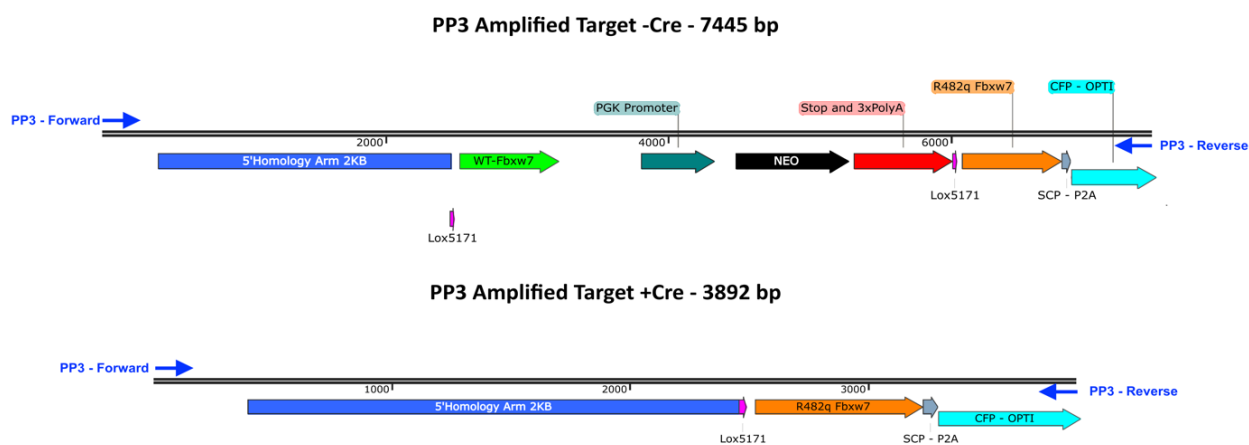 PP3 Amplified Target -Cre - 7445 bp
R482q Fbxw7
CFP - OPTI
PGK Promoter
Stop and 3xPolyA
PP3 - Forward
2000
4000
6000
PP3 - Reverse
5'Homology Arm 2KB
WT-Fbxw7
NEO
Lox5171
SCP - P2A
Lox5171
PP3 Amplified Target +Cre - 3892 bp
PP3 - Forward
1000
2000
3000
PP3 - Reverse
5'Homology Arm 2KB
R482q Fbxw7
CFP - OPTI
Lox5171
SCP - P2A